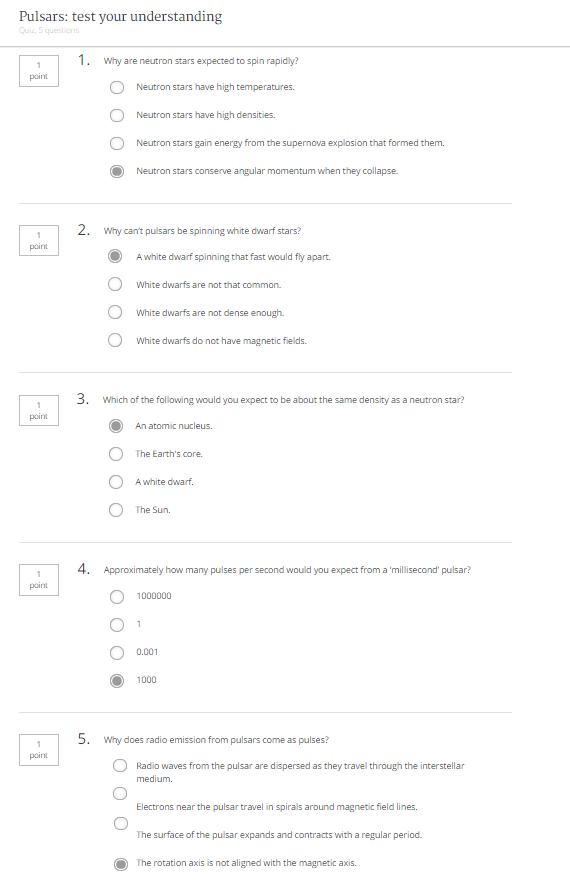 Pulsars: test your understanding
Quiz, 5 questions
1
point
1. Why are neutron stars expected to spin rapidly?
Neutron stars have high temperatures.
Neutron stars have high densities.
Neutron stars gain energy from the supernova explosion that formed them.
Neutron stars conserve angular momentum when they collapse.
1
point
2. Why can't pulsars be spinning white dwarf stars?
A white dwarf spinning that fast would fly apart.
White dwarfs are not that common.
White dwarfs are not dense enough.
White dwarfs do not have magnetic fields.
1
point
3. Which of the following would you expect to be about the same density as a neutron star?
An atomic nucleus.
The Earth's core.
A white dwarf.
The Sun.
1
point
4. Approximately how many pulses per second would you expect from a 'millisecond' pulsar?
1000000
1
0.001
1000
1
point
5. Why does radio emission from pulsars come as pulses?
Radio waves from the pulsar are dispersed as they travel through the interstellar
medium.
Electrons near the pulsar travel in spirals around magnetic field lines.
The surface of the pulsar expands and contracts with a regular period.
The rotation axis is not aligned with the magnetic axis.